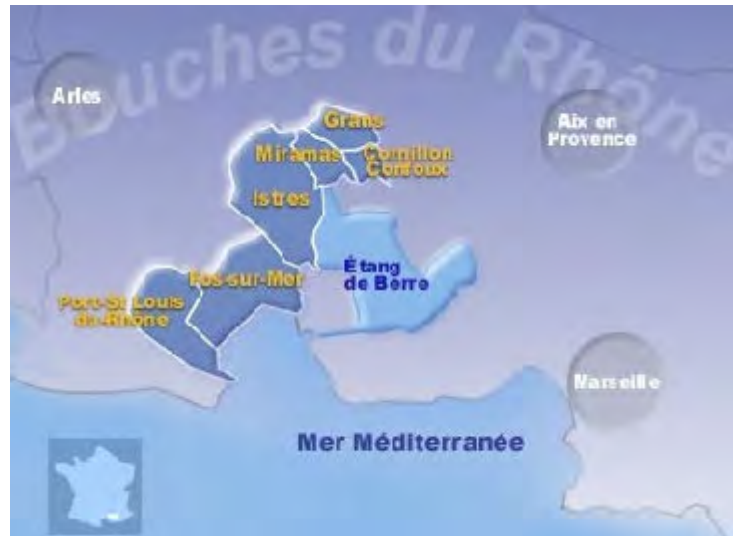 Bouches du Rhône
Arles
Grans
Aix en
Provence
Miramas
Cornillon
Confoux
Istres
Étang
de Berre
Fos-sur-Mer
Port-St Louis
du-Rhône
Marseille
Mer Méditerranée